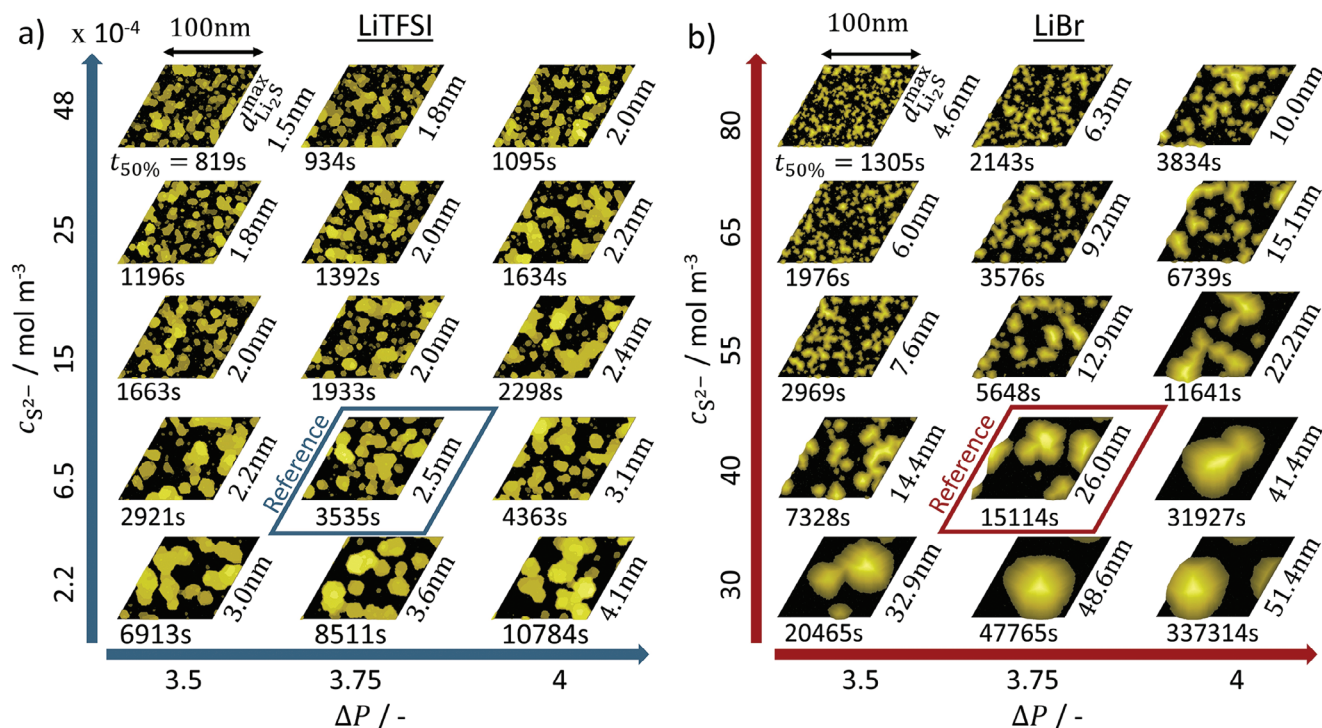 a)
x 10⁻⁴
100nm
LiTFSI
48
25
15
6.5
2.2
c_S²⁻ / mol m⁻³
d_Li₂S^max
1.5nm
1.8nm
2.0nm
t₅₀% = 819s
934s
1095s
1.8nm
2.0nm
2.2nm
1196s
1392s
1634s
2.0nm
2.0nm
2.4nm
1663s
1933s
2298s
Reference
2.2nm
2.5nm
3.1nm
2921s
3535s
4363s
3.0nm
3.6nm
4.1nm
6913s
8511s
10784s
3.5
3.75
4
ΔP / -
b)
100nm
LiBr
80
65
55
40
30
c_S²⁻ / mol m⁻³
d_Li₂S^max
4.6nm
6.3nm
10.0nm
t₅₀% = 1305s
2143s
3834s
6.0nm
9.2nm
15.1nm
1976s
3576s
6739s
7.6nm
12.9nm
22.2nm
2969s
5648s
11641s
Reference
14.4nm
26.0nm
41.4nm
7328s
15114s
31927s
32.9nm
48.6nm
51.4nm
20465s
47765s
337314s
3.5
3.75
4
ΔP / -